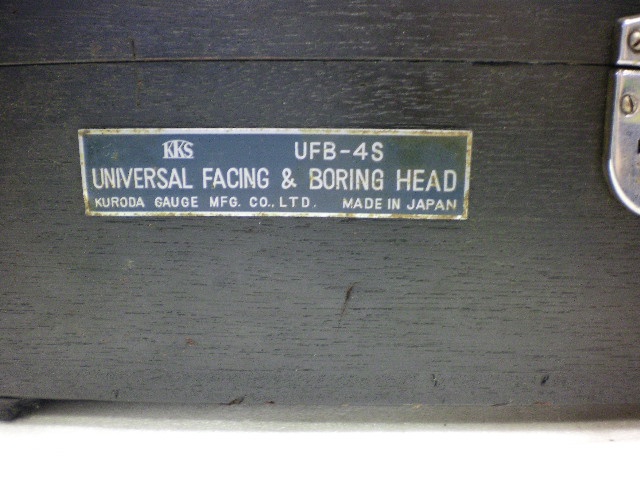 KKS UFB-4S
UNIVERSAL FACING & BORING HEAD
KURODA GAUGE MFG. CO., LTD. MADE IN JAPAN